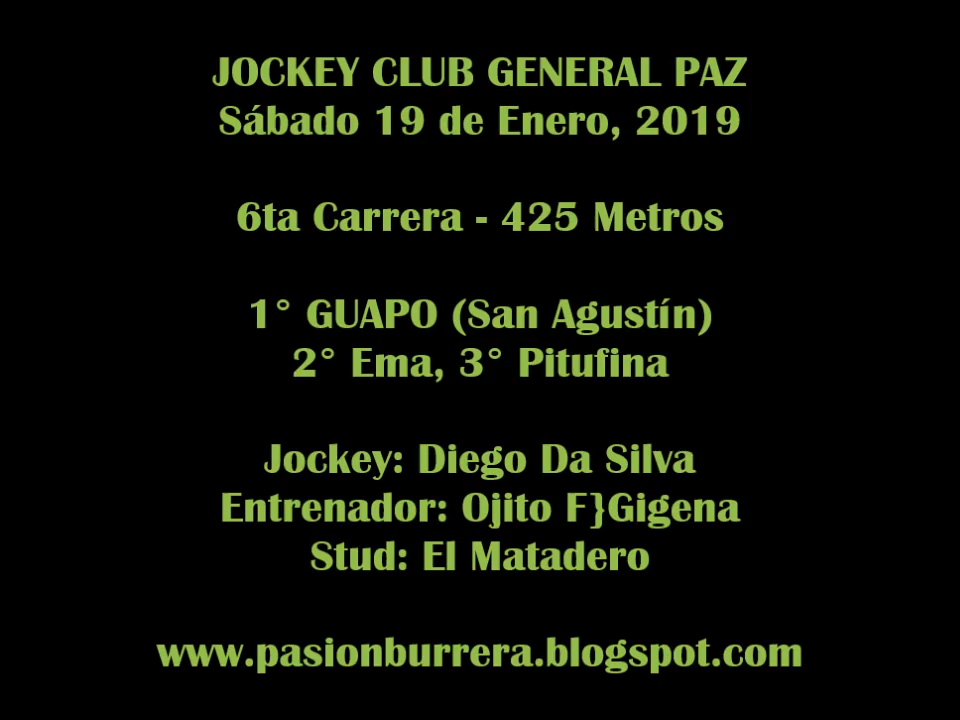 JOCKEY CLUB GENERAL PAZ
Sábado 19 de Enero, 2019
6ta Carrera - 425 Metros
1° GUAPO (San Agustín)
2° Ema, 3° Pitufina
Jockey: Diego Da Silva
Entrenador: Ojito F}Gigena
Stud: El Matadero
www.pasionburrera.blogspot.com